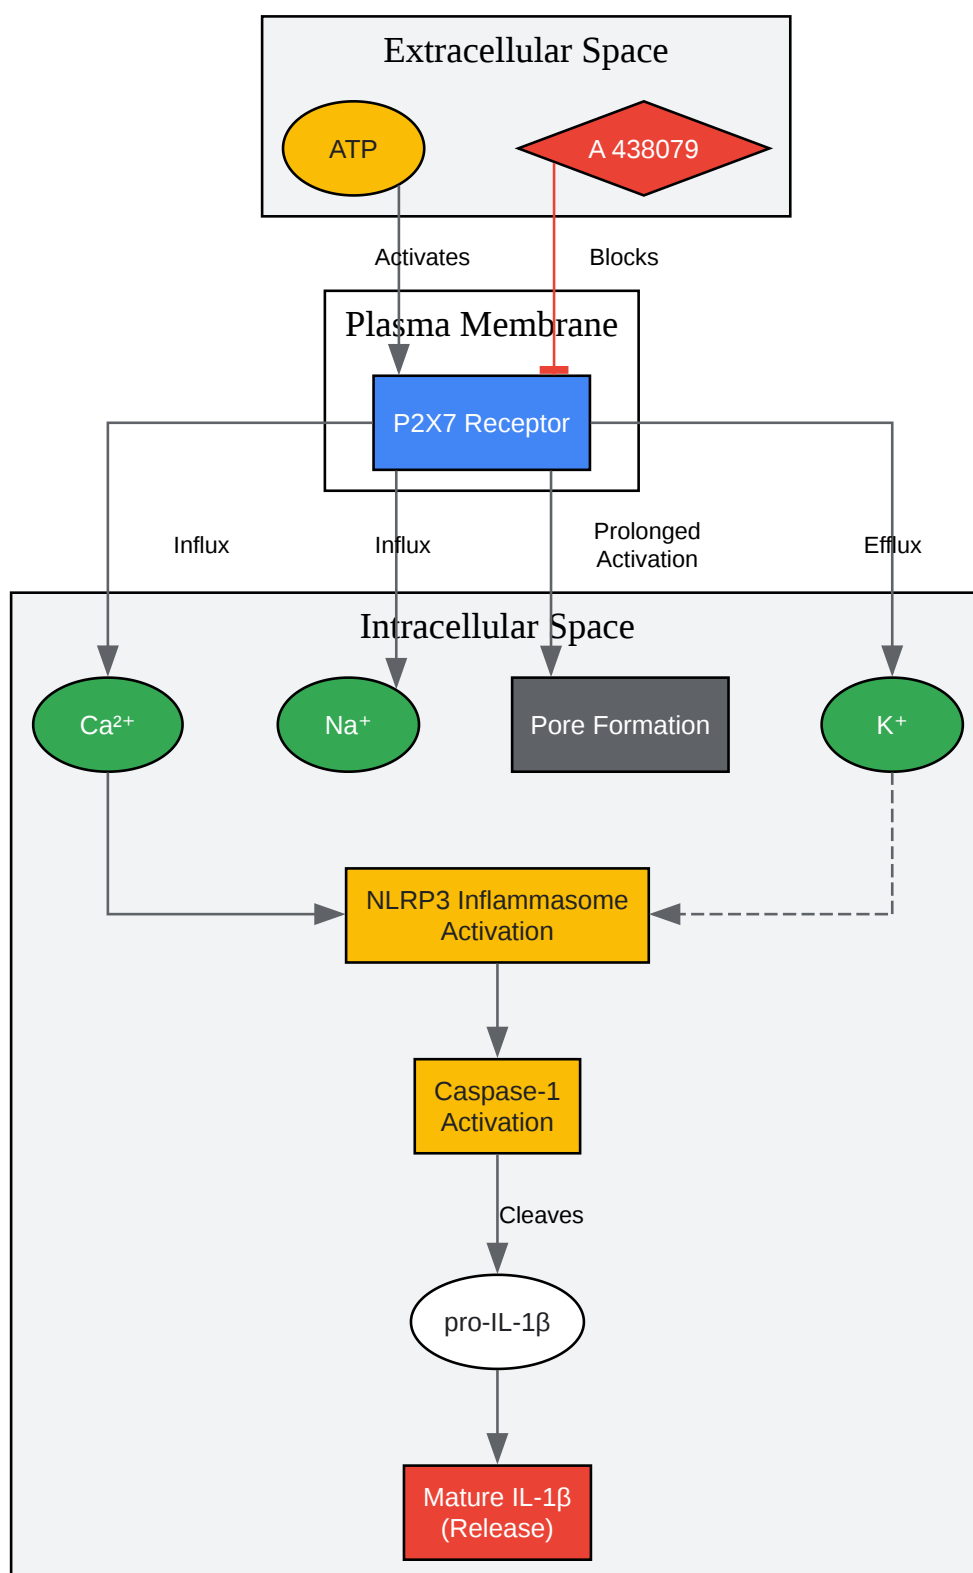 Extracellular Space
ATP
A 438079
Activates
Blocks
Plasma Membrane
P2X7 Receptor
Influx
Influx
Prolonged
Activation
Efflux
Intracellular Space
Ca²⁺
Na⁺
Pore Formation
K⁺
NLRP3 Inflammasome
Activation
Caspase-1
Activation
Cleaves
pro-IL-1β
Mature IL-1β
(Release)